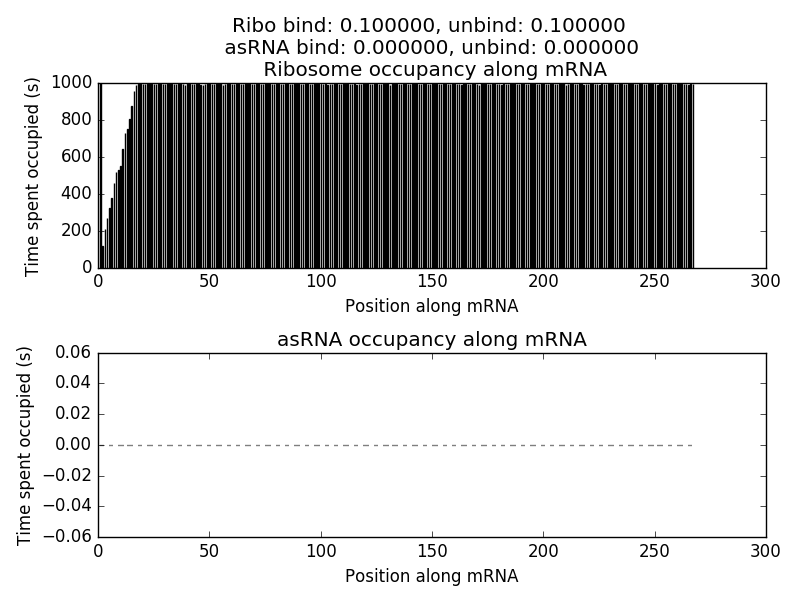 Ribo bind: 0.100000, unbind: 0.100000
asRNA bind: 0.000000, unbind: 0.000000
Ribosome occupancy along mRNA
1000
800
600
400
200
0
Time spent occupied (s)
0 50 100 150 200 250 300
Position along mRNA
asRNA occupancy along mRNA
0.06
0.04
0.02
0.00
−0.02
−0.04
−0.06
Time spent occupied (s)
0 50 100 150 200 250 300
Position along mRNA